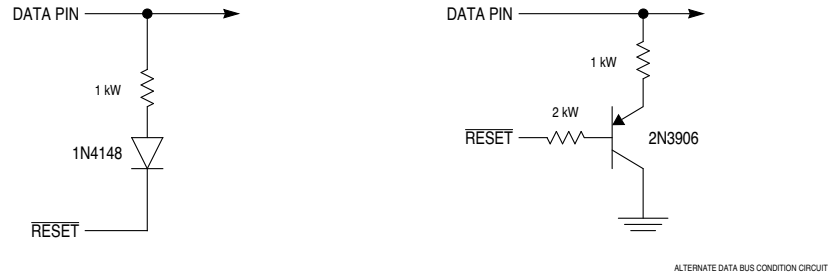 DATA PIN
1 kW
1N4148
RESET
DATA PIN
1 kW
2 kW
RESET
2N3906
ALTERNATE DATA BUS CONDITION CIRCUIT